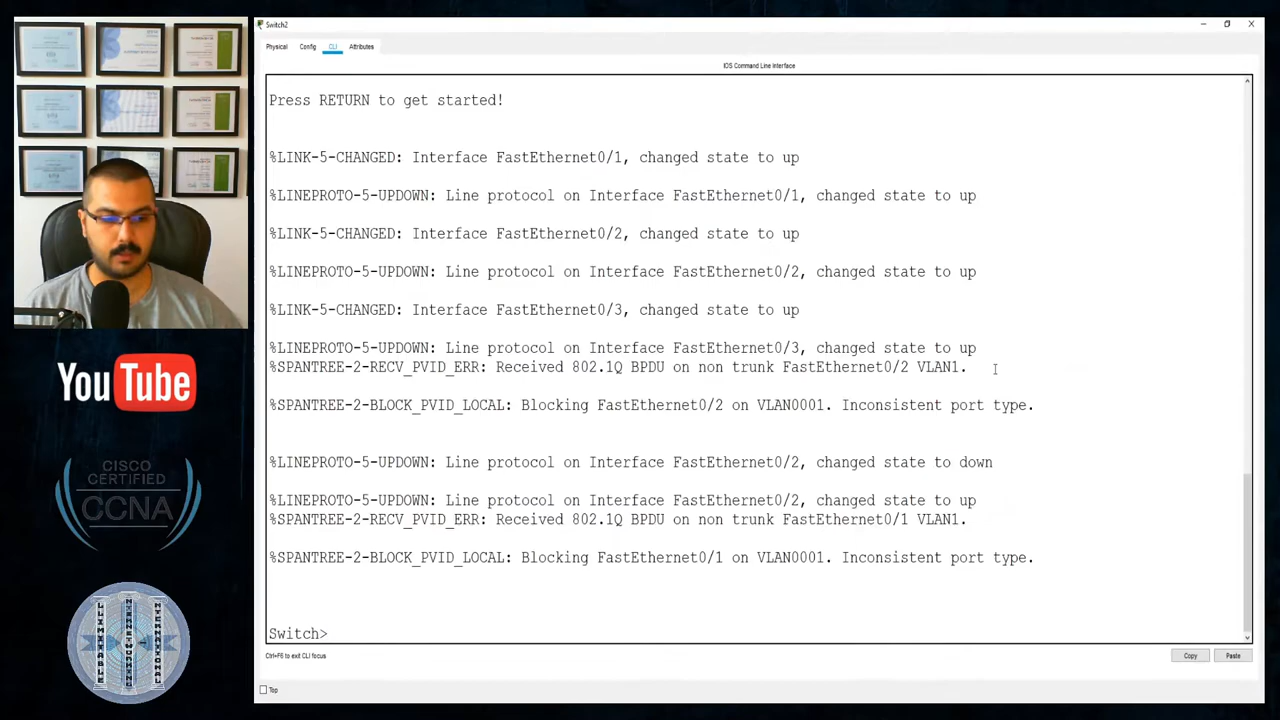 Switch2
Physical
Config
CLI
Attributes
IOS Command Line Interface
Press RETURN to get started!
%LINK-5-CHANGED: Interface FastEthernet0/1, changed state to up
%LINEPROTO-5-UPDOWN: Line protocol on Interface FastEthernet0/1, changed state to up
%LINK-5-CHANGED: Interface FastEthernet0/2, changed state to up
%LINEPROTO-5-UPDOWN: Line protocol on Interface FastEthernet0/2, changed state to up
%LINK-5-CHANGED: Interface FastEthernet0/3, changed state to up
%LINEPROTO-5-UPDOWN: Line protocol on Interface FastEthernet0/3, changed state to up
%SPANTREE-2-RECV_PVID_ERR: Received 802.1Q BPDU on non trunk FastEthernet0/2 VLAN1.
%SPANTREE-2-BLOCK_PVID_LOCAL: Blocking FastEthernet0/2 on VLAN0001. Inconsistent port type.
%LINEPROTO-5-UPDOWN: Line protocol on Interface FastEthernet0/2, changed state to down
%LINEPROTO-5-UPDOWN: Line protocol on Interface FastEthernet0/2, changed state to up
%SPANTREE-2-RECV_PVID_ERR: Received 802.1Q BPDU on non trunk FastEthernet0/1 VLAN1.
%SPANTREE-2-BLOCK_PVID_LOCAL: Blocking FastEthernet0/1 on VLAN0001. Inconsistent port type.
Switch>
Ctrl+F6 to exit CLI focus
Copy
Paste
Top
YouTube
CISCO
CERTIFIED
CCNA
ILLIMITABLE
INTERNETWORKING
INTERNATIONAL